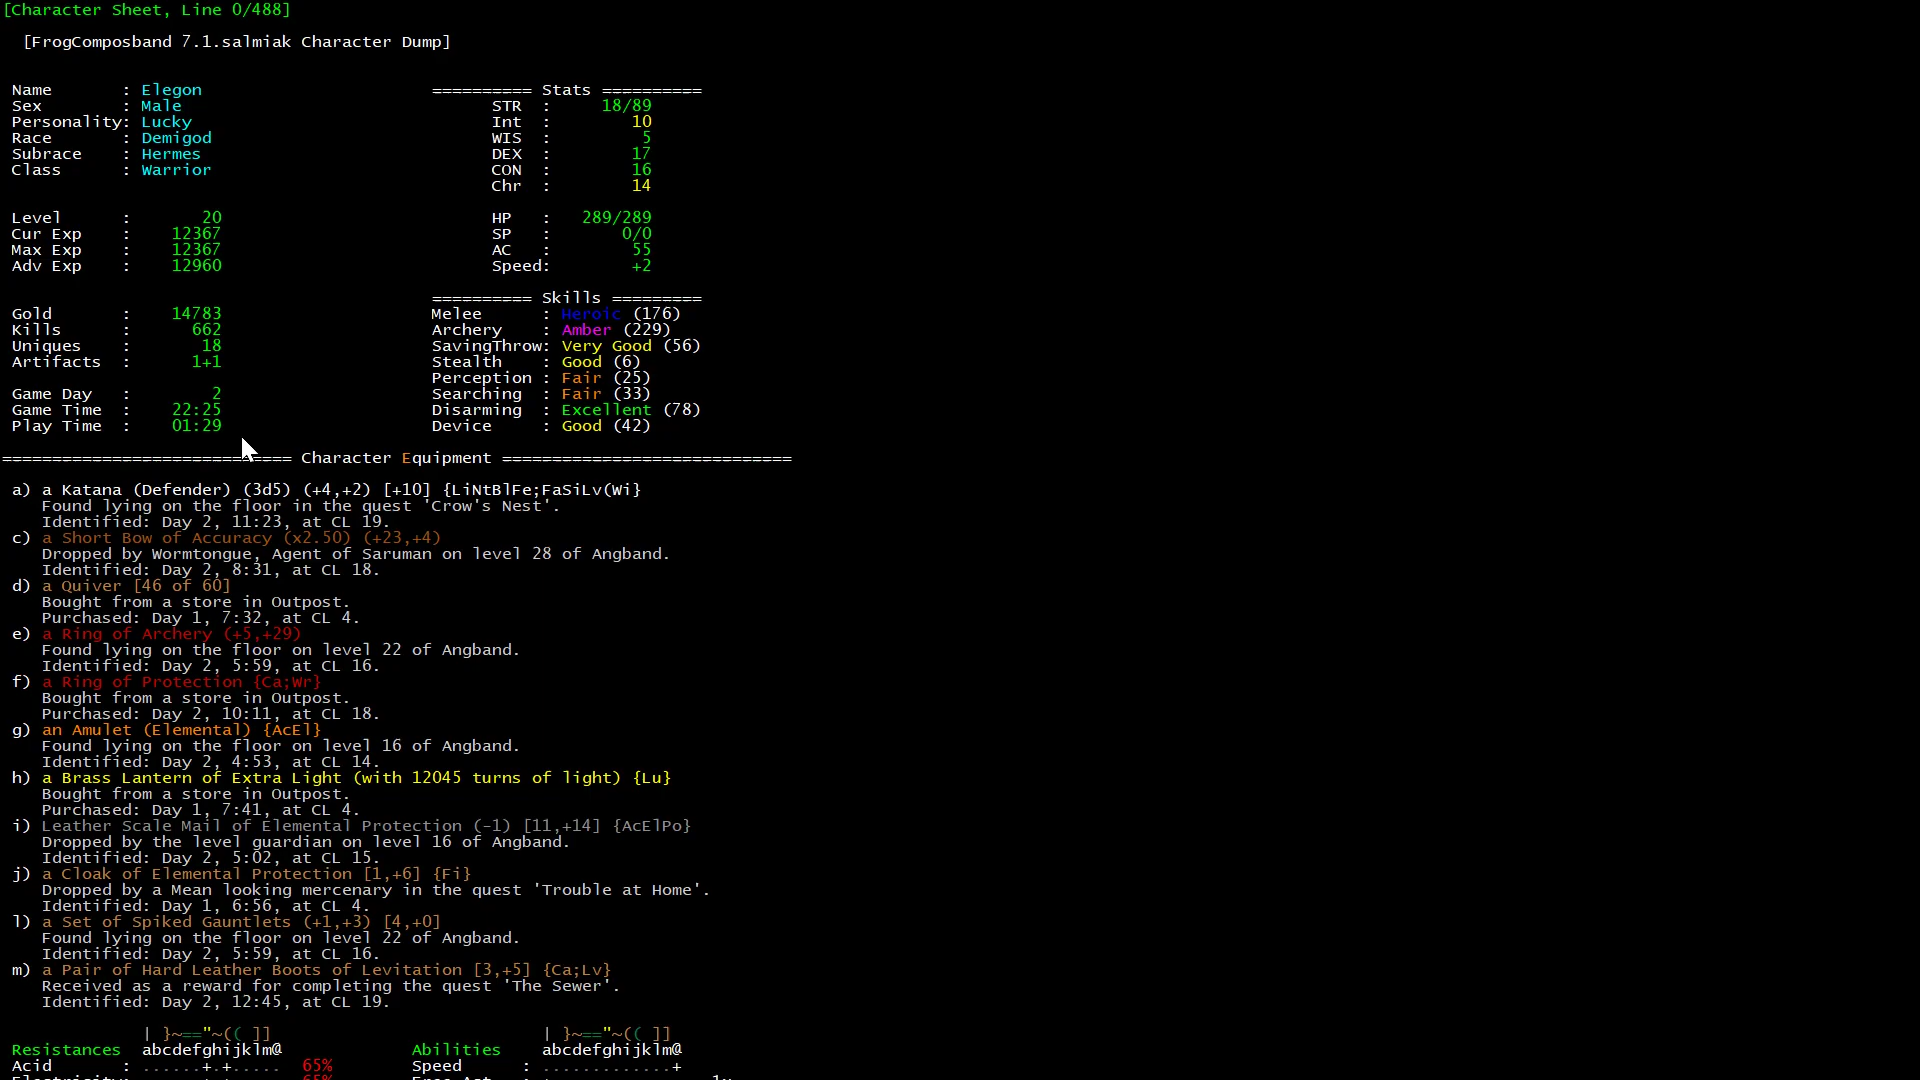 [Character Sheet, Line 0/488]
[FrogComposband 7.1.salmiak Character Dump]
Name : Elegon ========== Stats ==========
Sex : Male STR : 18/89
Personality: Lucky Int : 10
Race : Demigod WIS : 5
Subrace : Hermes DEX : 17
Class : Warrior CON : 16
Chr : 14
Level : 20 HP : 289/289
Cur Exp : 12367 SP : 0/0
Max Exp : 12367 AC : 55
Adv Exp : 12960 Speed: +2
========== Skills =========
Gold : 14783 Melee : Heroic (176)
Kills : 662 Archery : Amber (229)
Uniques : 18 SavingThrow: Very Good (56)
Artifacts : 1+1 Stealth : Good (6)
Perception : Fair (25)
Game Day : 2 Searching : Fair (33)
Game Time : 22:25 Disarming : Excellent (78)
Play Time : 01:29 Device : Good (42)
============================= Character Equipment =============================
a) a Katana (Defender) (3d5) (+4,+2) [+10] {LiNtBlFe;FaSiLv(Wi}
Found lying on the floor in the quest 'Crow's Nest'.
Identified: Day 2, 11:23, at CL 19.
c) a Short Bow of Accuracy (x2.50) (+23,+4)
Dropped by Wormtongue, Agent of Saruman on level 28 of Angband.
Identified: Day 2, 8:31, at CL 18.
d) a Quiver [46 of 60]
Bought from a store in Outpost.
Purchased: Day 1, 7:32, at CL 4.
e) a Ring of Archery (+5,+29)
Found lying on the floor on level 22 of Angband.
Identified: Day 2, 5:59, at CL 16.
f) a Ring of Protection {Ca;Wr}
Bought from a store in Outpost.
Purchased: Day 2, 10:11, at CL 18.
g) an Amulet (Elemental) {AcEl}
Found lying on the floor on level 16 of Angband.
Identified: Day 2, 4:53, at CL 14.
h) a Brass Lantern of Extra Light (with 12045 turns of light) {Lu}
Bought from a store in Outpost.
Purchased: Day 1, 7:41, at CL 4.
i) Leather Scale Mail of Elemental Protection (-1) [11,+14] {AcElPo}
Dropped by the level guardian on level 16 of Angband.
Identified: Day 2, 5:02, at CL 15.
j) a Cloak of Elemental Protection [1,+6] {Fi}
Dropped by a Mean looking mercenary in the quest 'Trouble at Home'.
Identified: Day 1, 6:56, at CL 4.
l) a Set of Spiked Gauntlets (+1,+3) [4,+0]
Found lying on the floor on level 22 of Angband.
Identified: Day 2, 5:59, at CL 16.
m) a Pair of Hard Leather Boots of Levitation [3,+5] {Ca;Lv}
Received as a reward for completing the quest 'The Sewer'.
Identified: Day 2, 12:45, at CL 19.
| }~=="~(( ]] | }~=="~(( ]]
Resistances abcdefghijklm@ Abilities abcdefghijklm@
Acid : ......+.+..... 65% Speed : .............+